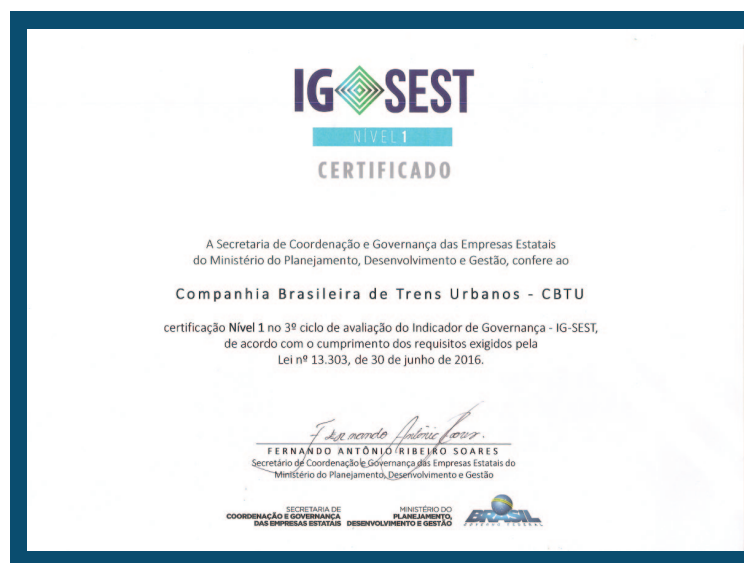 IG SEST
NÍVEL 1
CERTIFICADO
A Secretaria de Coordenação e Governança das Empresas Estatais
do Ministério do Planejamento, Desenvolvimento e Gestão, confere ao
Companhia Brasileira de Trens Urbanos - CBTU
certificação Nível 1 no 3º ciclo de avaliação do Indicador de Governança - IG-SEST,
de acordo com o cumprimento dos requisitos exigidos pela
Lei nº 13.303, de 30 de junho de 2016.
Fernando Antônio
FERNANDO ANTÔNIO RIBEIRO SOARES
Secretário de Coordenação e Governança das Empresas Estatais do
Ministério do Planejamento, Desenvolvimento e Gestão
SECRETARIA DE
COORDENAÇÃO E GOVERNANÇA
DAS EMPRESAS ESTATAIS
MINISTÉRIO DO
PLANEJAMENTO,
DESENVOLVIMENTO E GESTÃO
BRASIL
GOVERNO FEDERAL